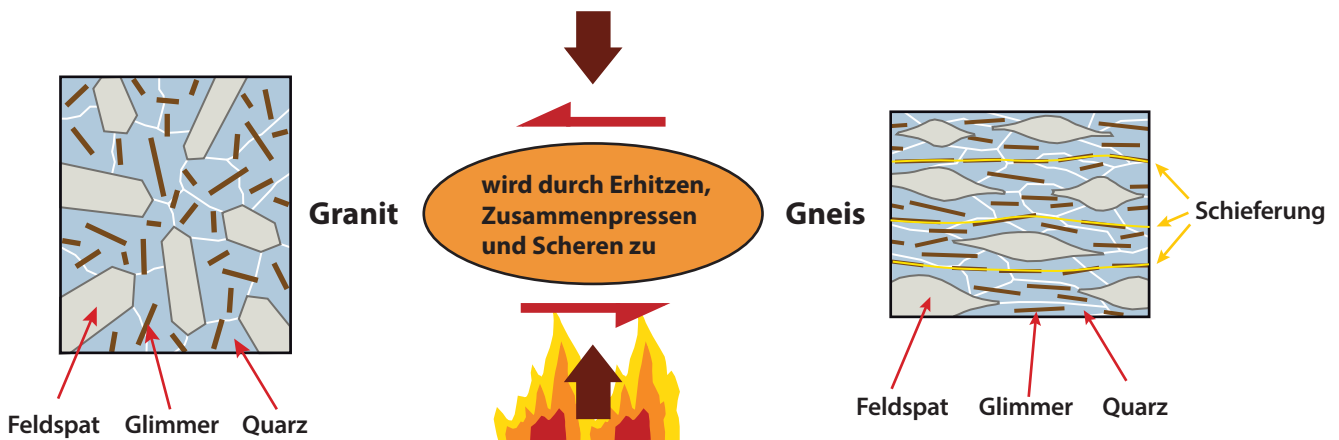 Granit
wird durch Erhitzen,
Zusammenpressen
und Scheren zu
Gneis
Schieferung
Feldspat Glimmer Quarz
Feldspat Glimmer Quarz